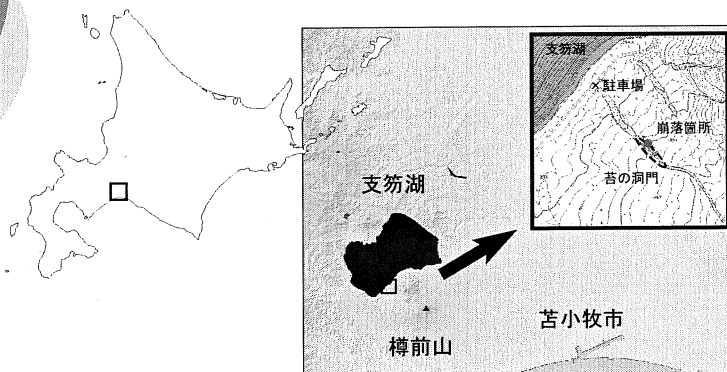 支笏湖
×駐車場
崩落箇所
苔の洞門
支笏湖
苫小牧市
樽前山